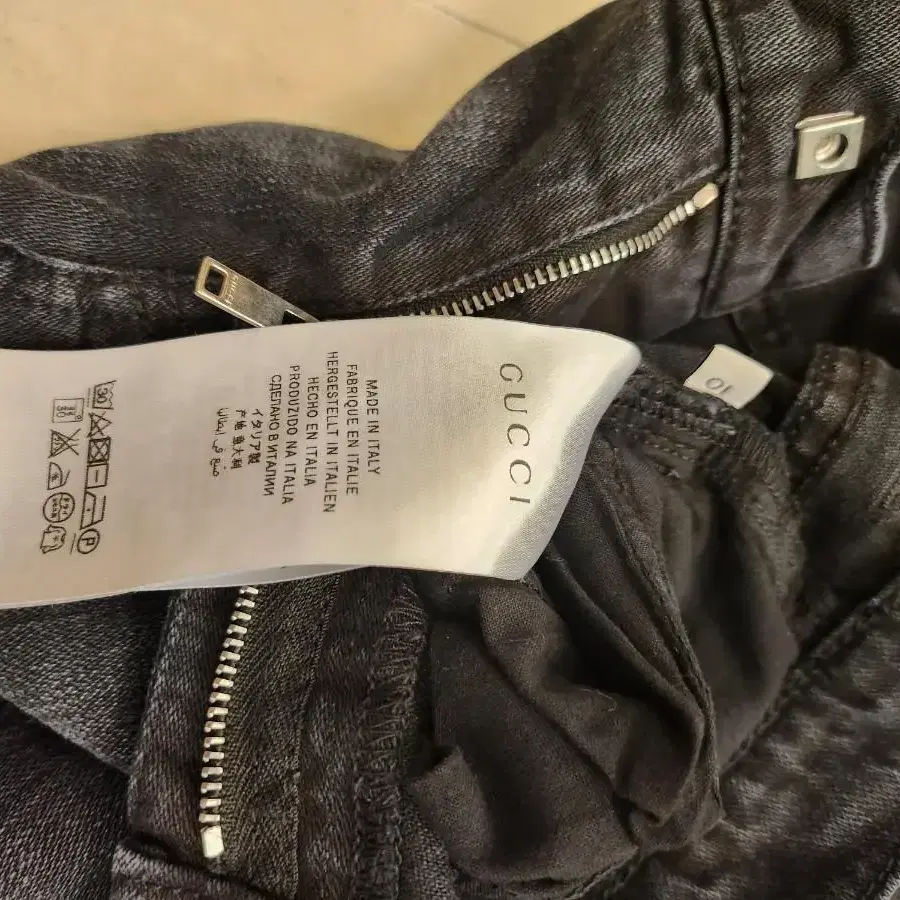 GUCCI
MADE IN ITALY
FABRIQUE EN ITALIE
HERGESTELLT IN ITALIEN
HECHO EN ITALIA
PRODUZIDO NA ITALIA
СДЕЛАНО В ИТАЛИИ
イタリア製
产地意大利
صنع في إيطاليا
30
P